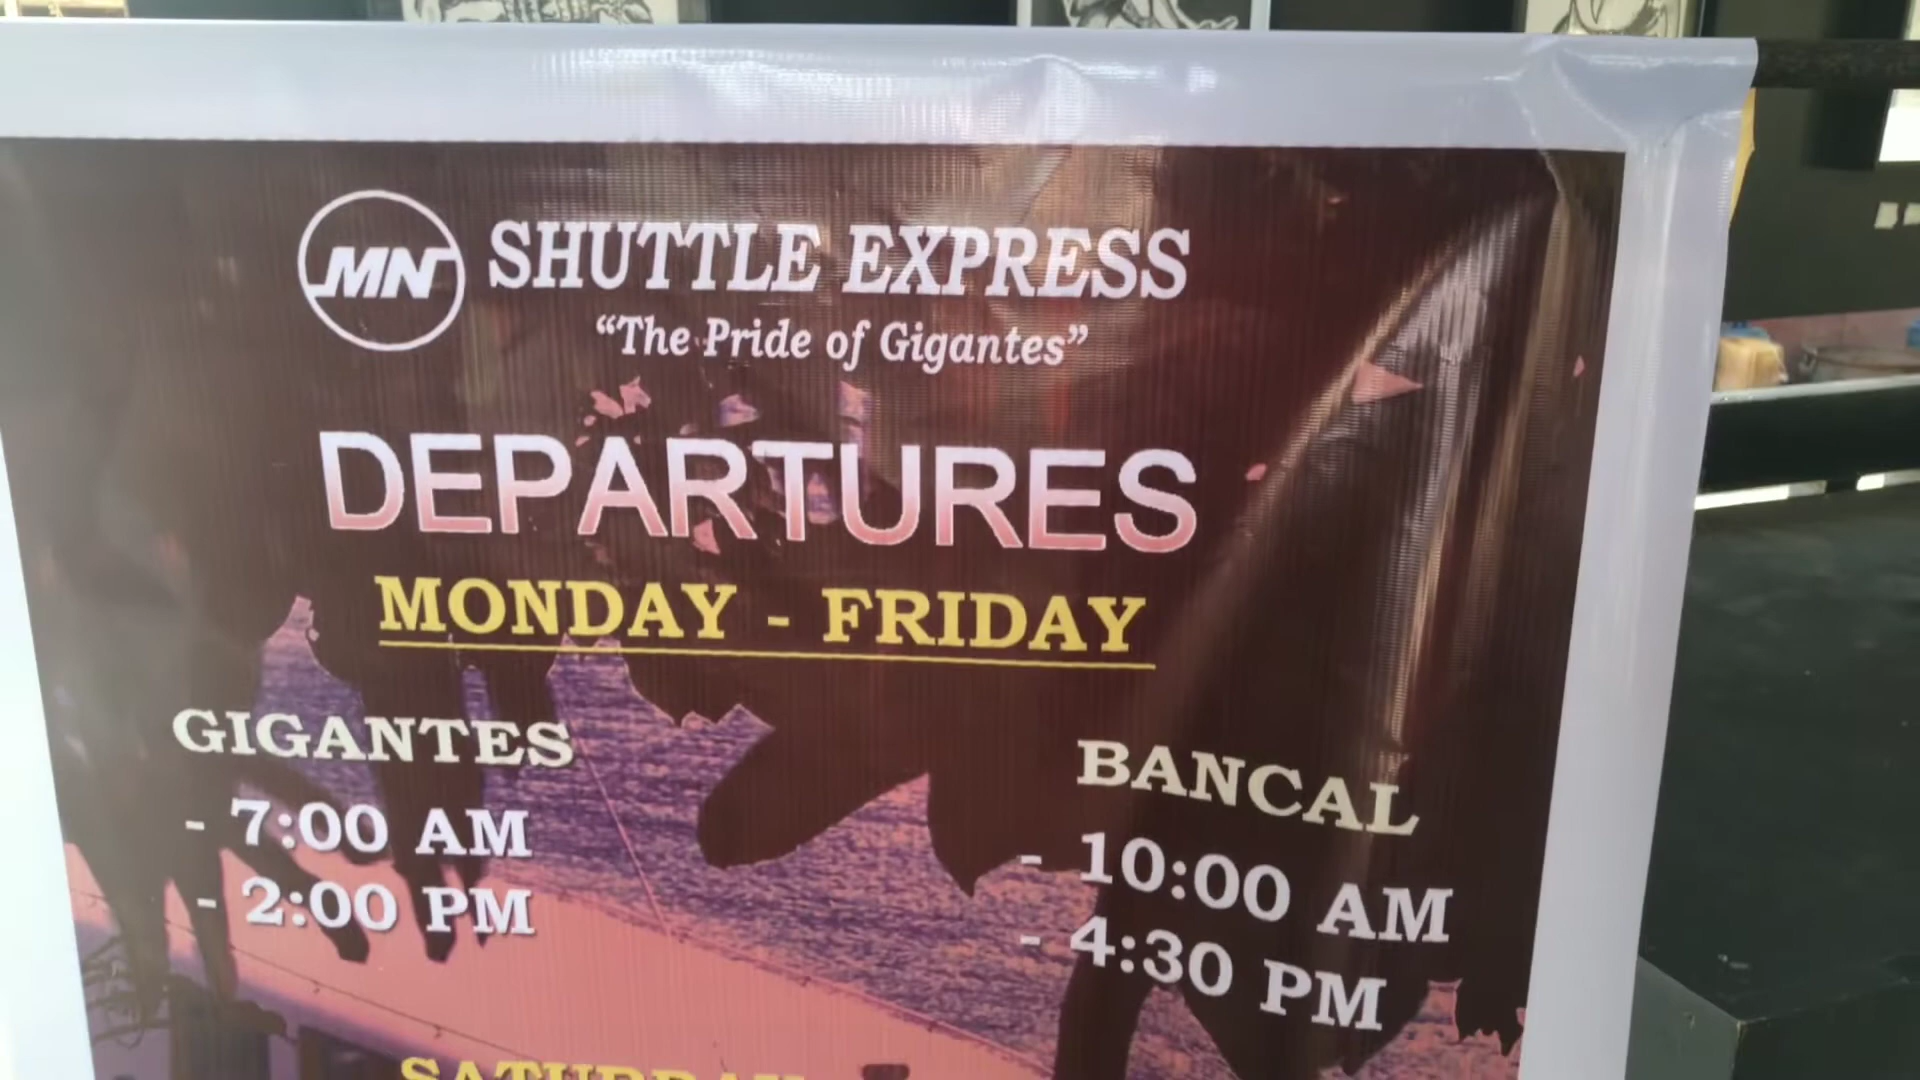 MN SHUTTLE EXPRESS
“The Pride of Gigantes”
DEPARTURES
MONDAY - FRIDAY
GIGANTES
- 7:00 AM
- 2:00 PM
BANCAL
- 10:00 AM
- 4:30 PM
SATURDAY